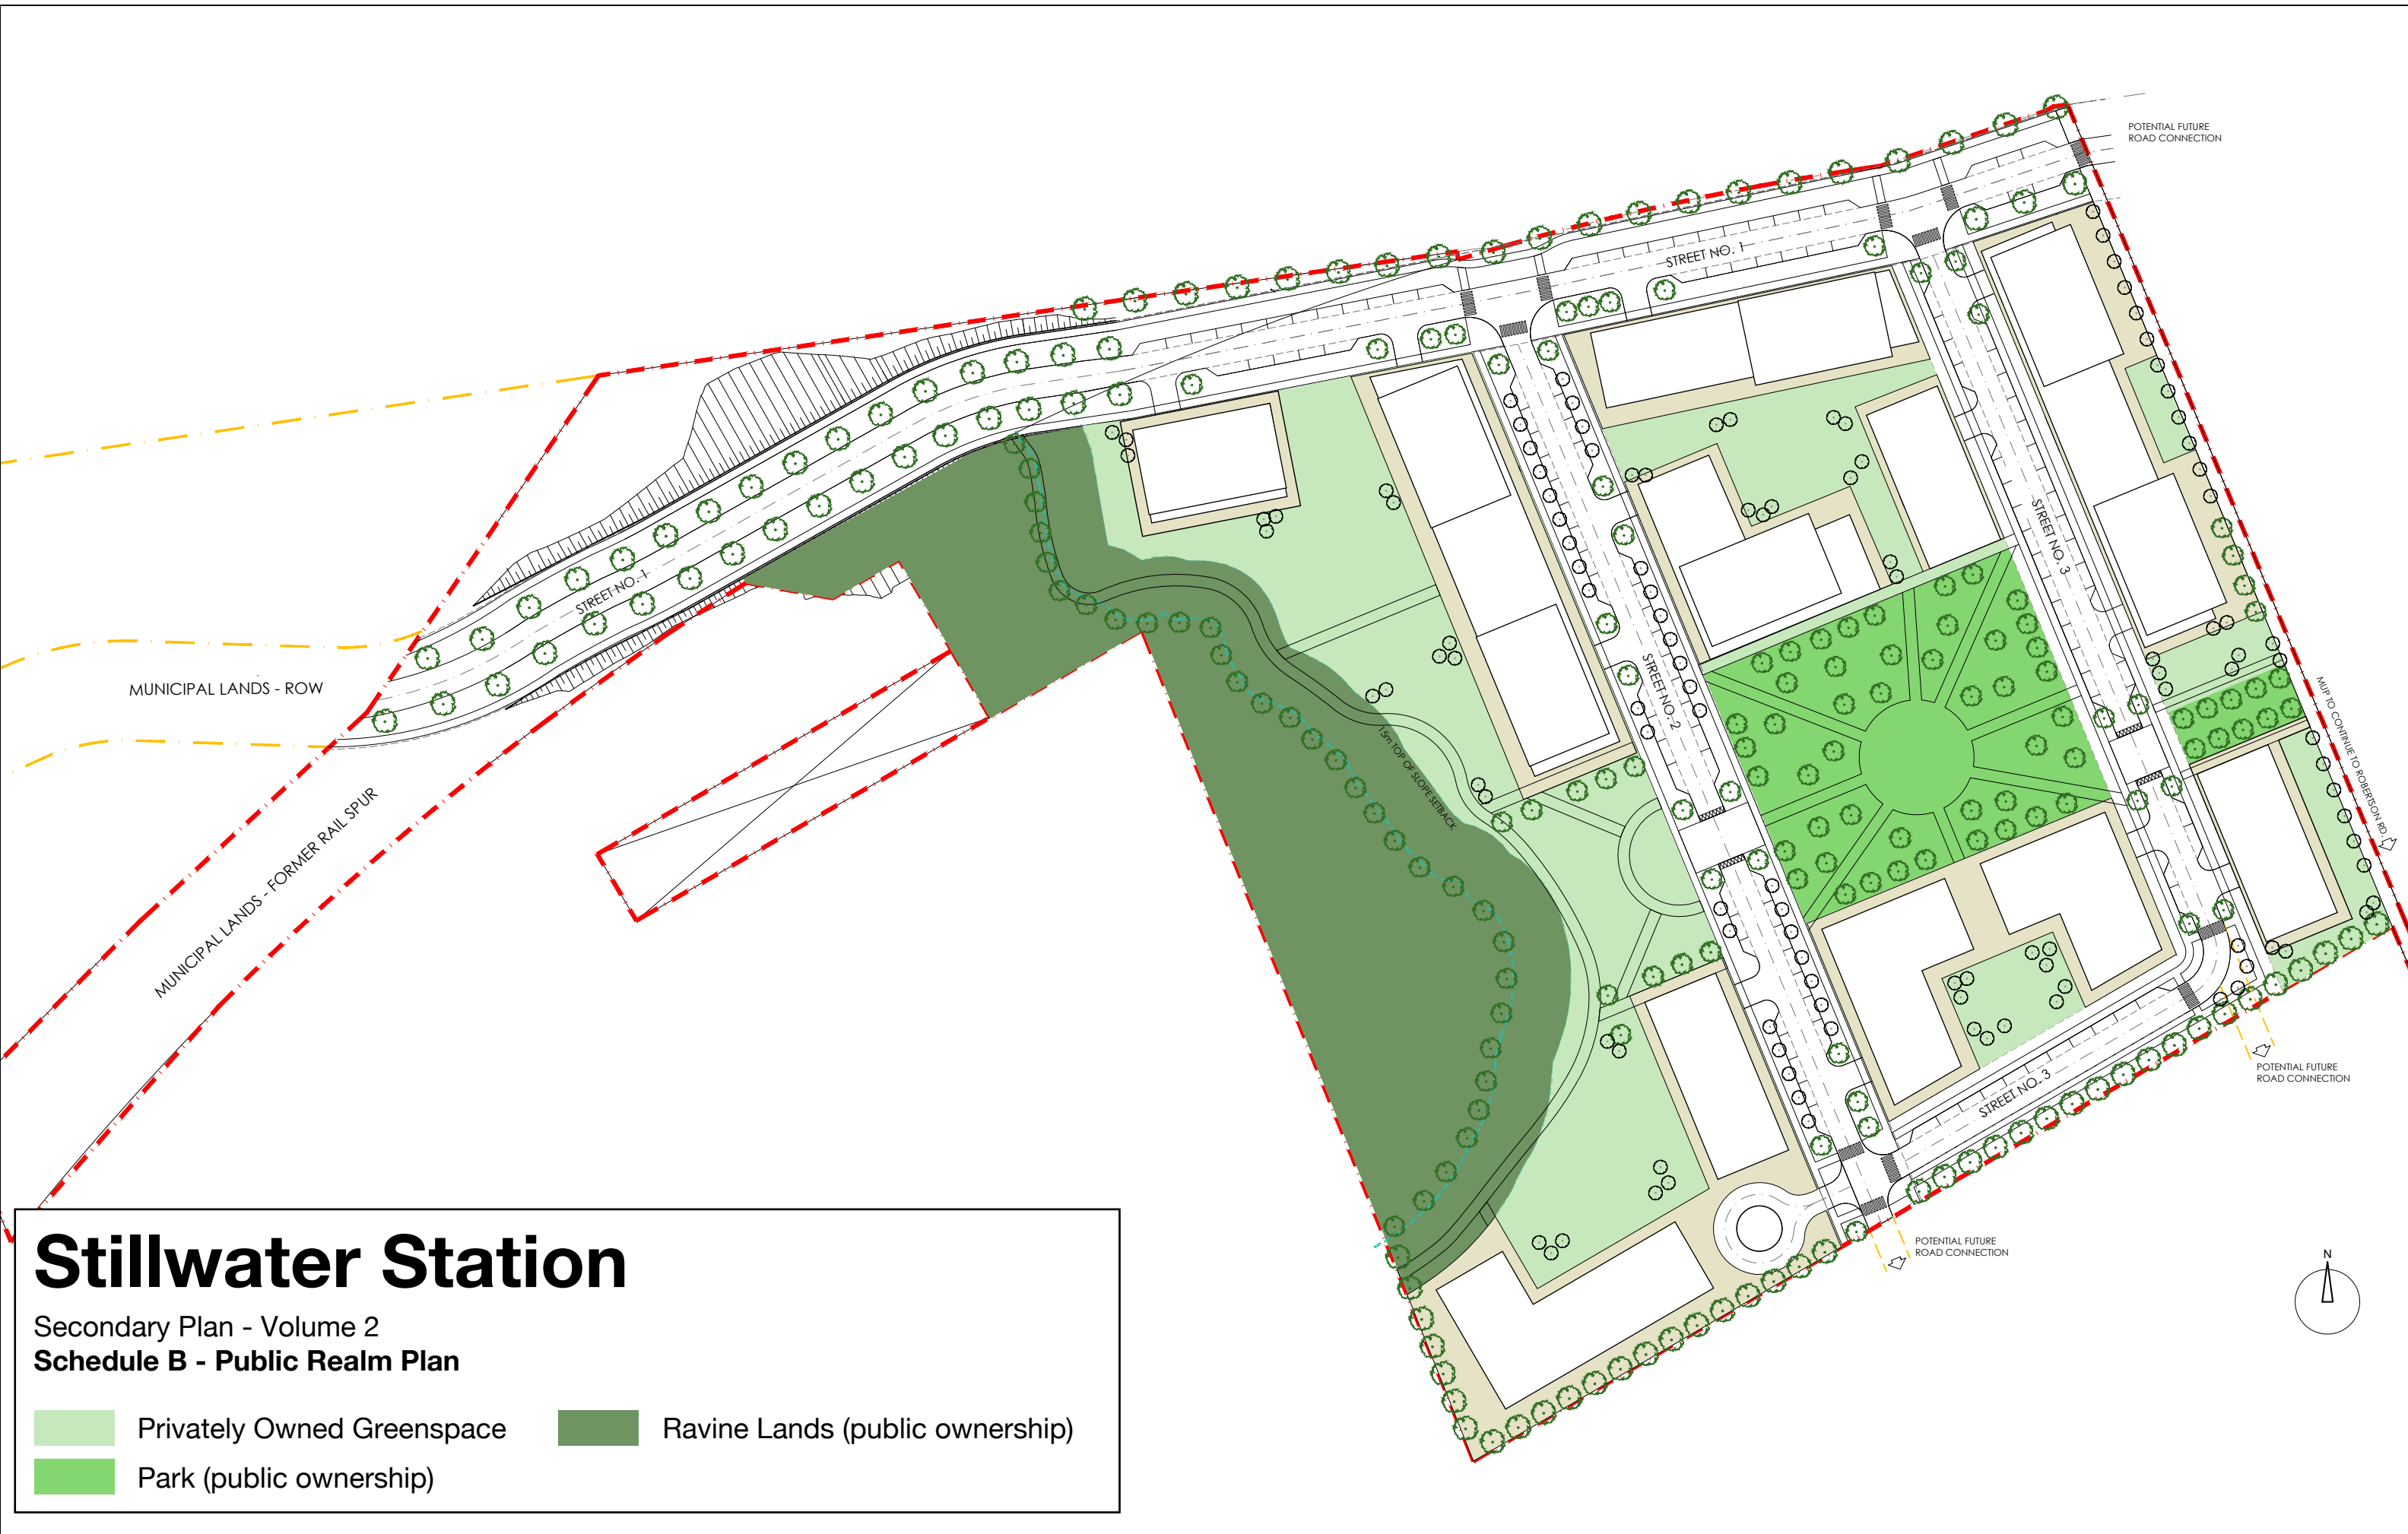 POTENTIAL FUTURE
ROAD CONNECTION
STREET NO. 1
STREET NO. 1
STREET NO. 3
MUNICIPAL LANDS - ROW
STREET NO. 2
MUP TO CONTINUE TO ROBERTSON RD.
15m TOP OF SLOPE SETBACK
MUNICIPAL LANDS - FORMER RAIL SPUR
POTENTIAL FUTURE
ROAD CONNECTION
STREET NO. 3
POTENTIAL FUTURE
ROAD CONNECTION
N
Stillwater Station
Secondary Plan - Volume 2
Schedule B - Public Realm Plan
Privately Owned Greenspace
Ravine Lands (public ownership)
Park (public ownership)